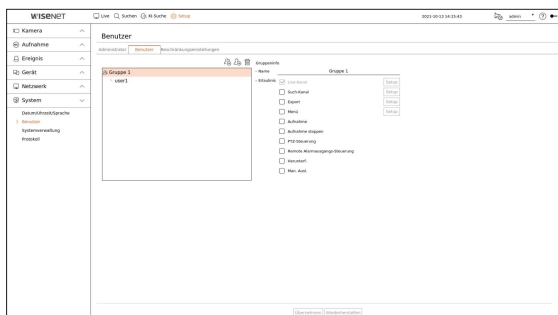 WISENET Live Suchen AI-Suche Setup 2021-10-13 14:15:43 admin
Kamera
Aufnahme
Ereignis
Gerät
Netzwerk
System
Datum/Uhrzeit/Sprache
Benutzer
Systemverwaltung
Protokoll
Benutzer
Administrator Benutzer Beschränkungseinstellungen
Gruppe 1
user1
Gruppeninfo
- Name Gruppe 1
- Erlaubnis Live-Kanal Setup
Such-Kanal Setup
Export Setup
Menü Setup
Aufnahme
Aufnahme stoppen
PTZ-Steuerung
Remote Alarmausgangs-Steuerung
Herunterf.
Man. Ausl.
Übernehmen Wiederherstellen